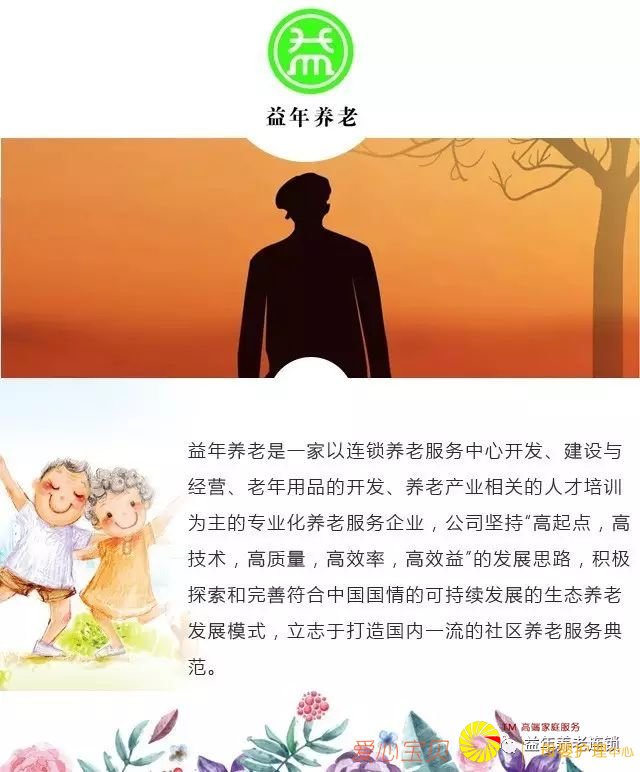 益年养老
益年养老是一家以连锁养老服务中心开发、建设与
经营、老年用品的开发、养老产业相关的人才培训
为主的专业化养老服务企业，公司坚持“高起点，高
技术，高质量，高效率，高效益”的发展思路，积极
探索和完善符合中国国情的可持续发展的生态养老
发展模式，立志于打造国内一流的社区养老服务典
范。
TM 高端家庭服务
爱心宝贝
益年养老连锁